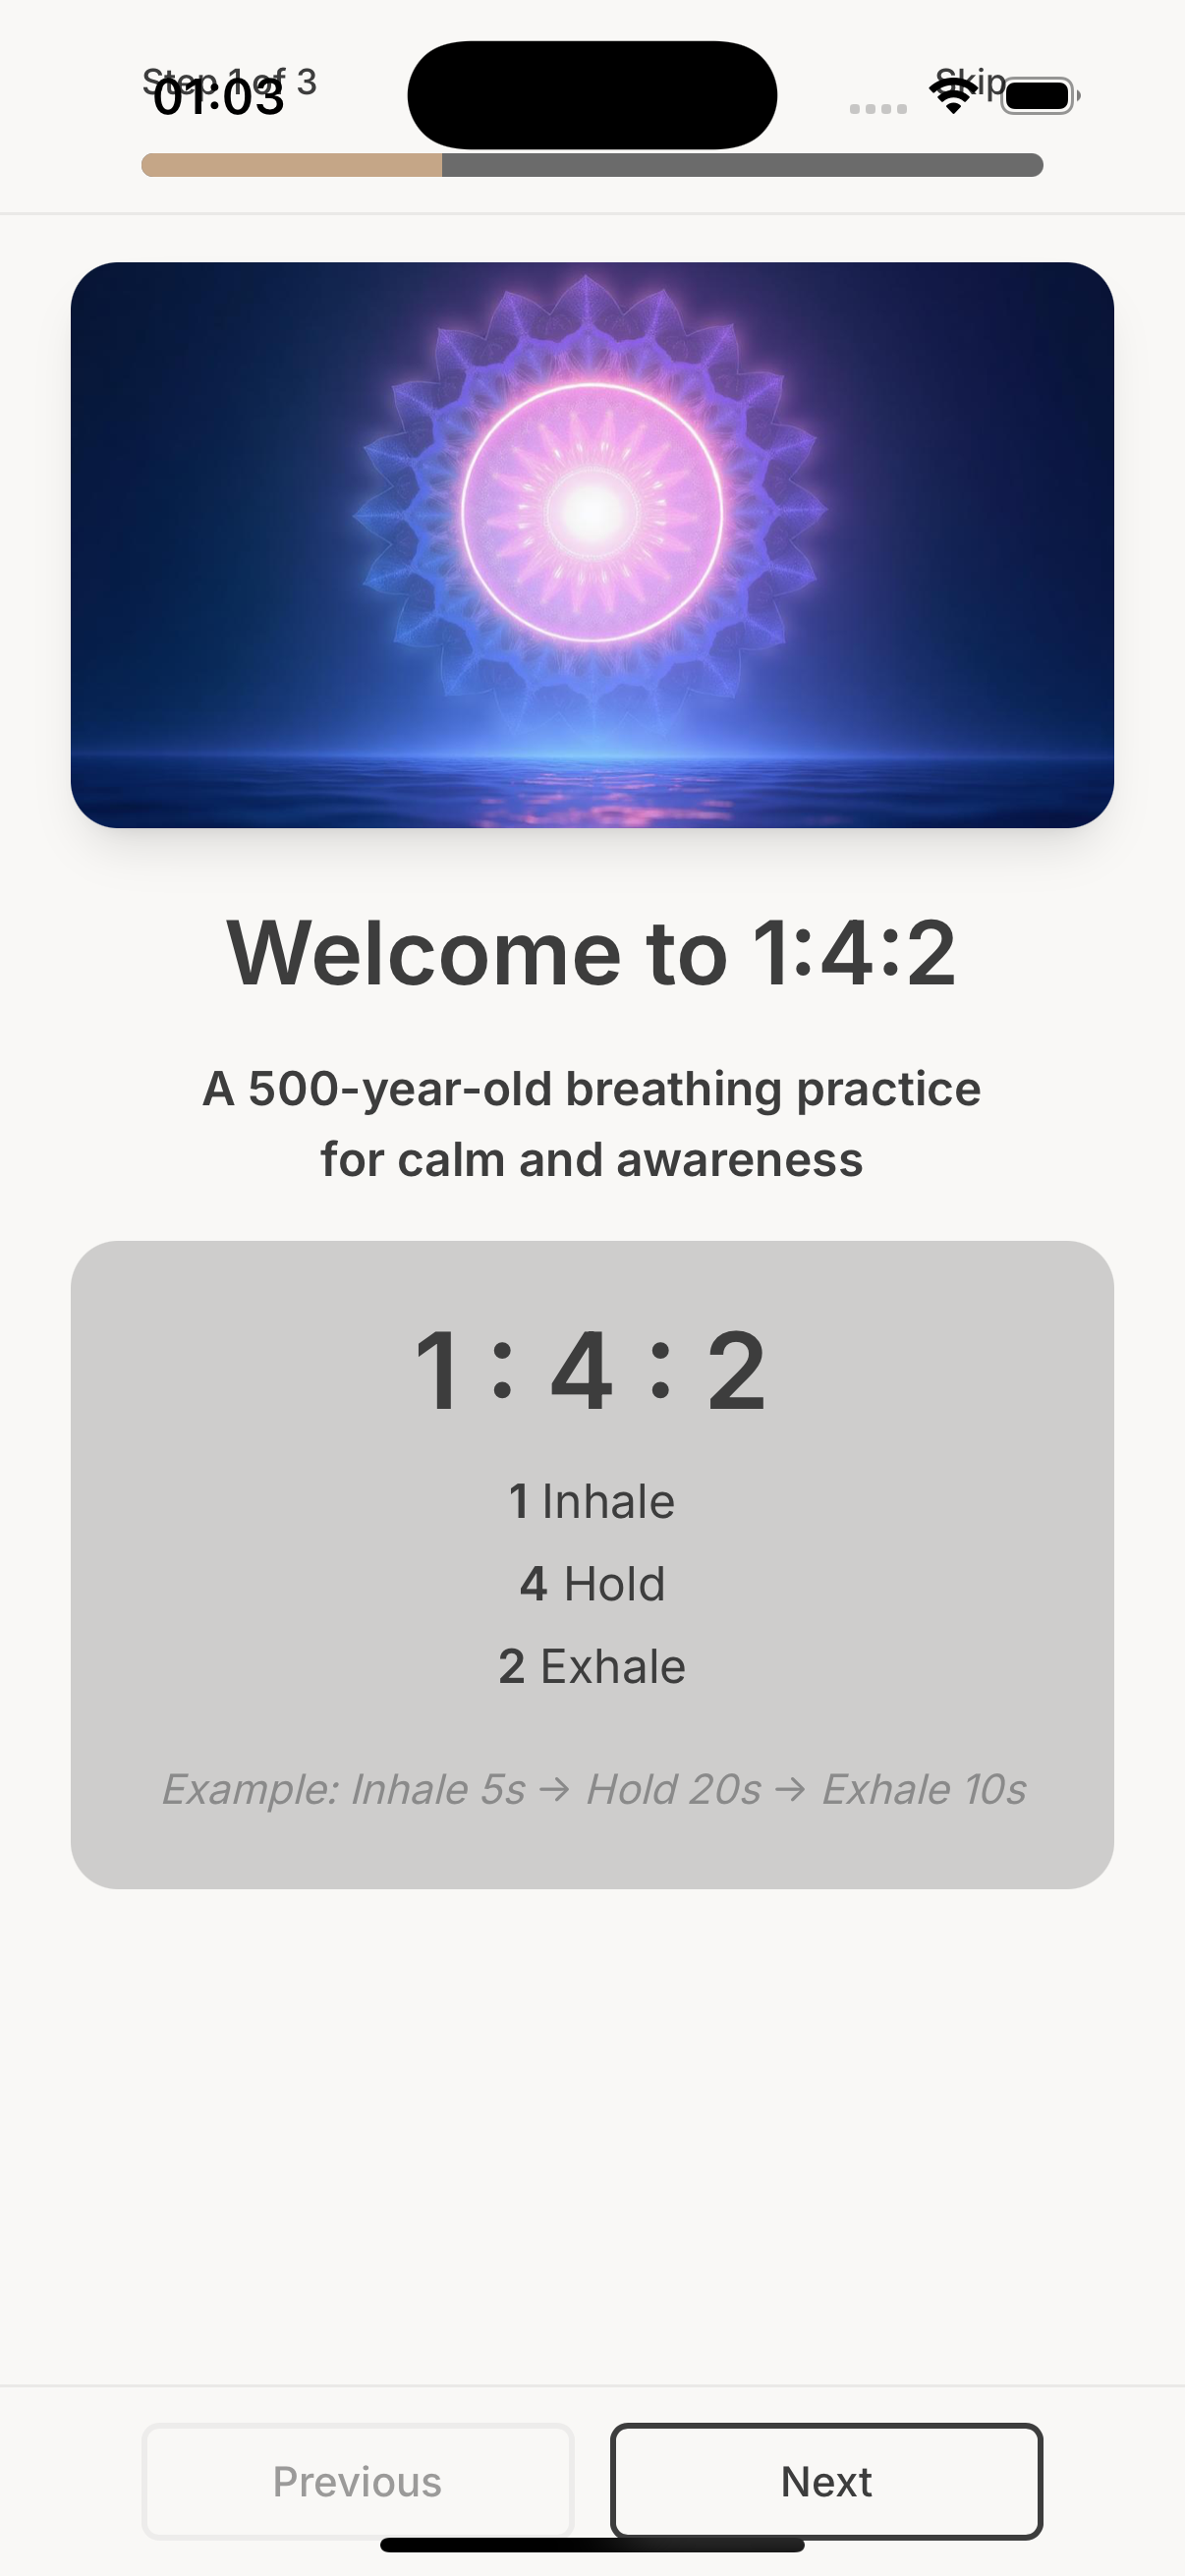 Step 1 of 3
Skip
01:03
Welcome to 1:4:2
A 500-year-old breathing practice
for calm and awareness
1 : 4 : 2
1 Inhale
4 Hold
2 Exhale
Example: Inhale 5s → Hold 20s → Exhale 10s
Previous
Next